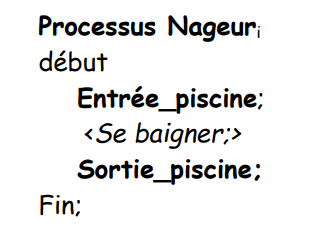 Processus Nageurᵢ
début
Entrée_piscine;
<Se baigner;>
Sortie_piscine;
Fin;